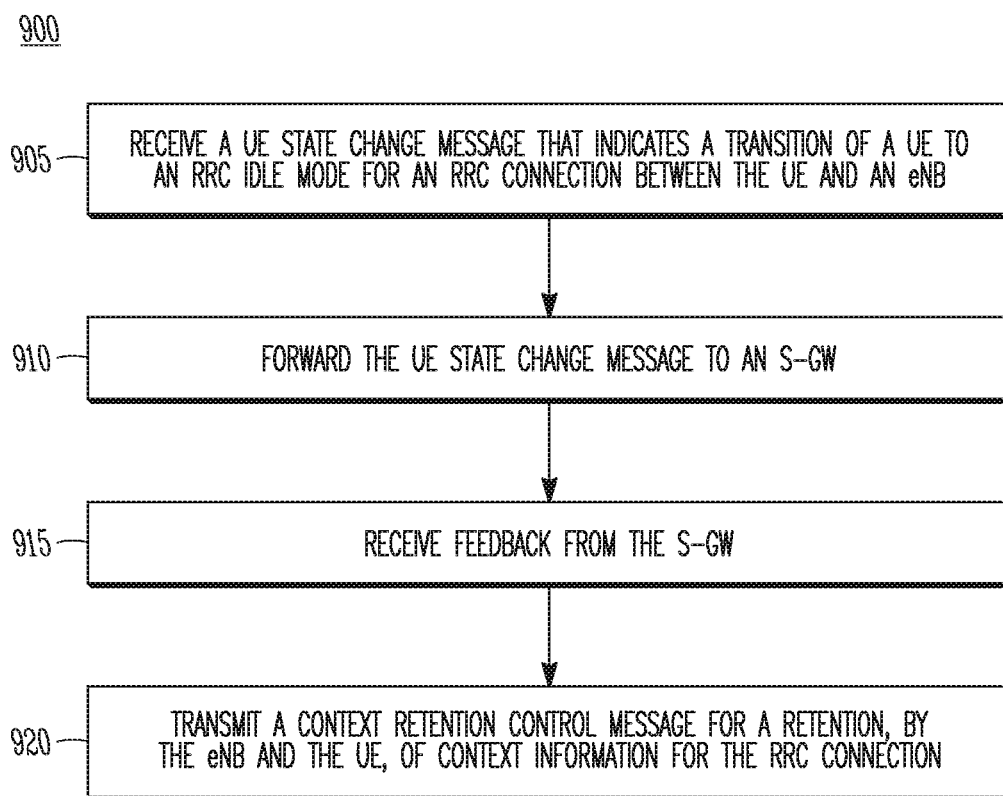 900
905
RECEIVE A UE STATE CHANGE MESSAGE THAT INDICATES A TRANSITION OF A UE TO
AN RRC IDLE MODE FOR AN RRC CONNECTION BETWEEN THE UE AND AN eNB
910
FORWARD THE UE STATE CHANGE MESSAGE TO AN S-GW
915
RECEIVE FEEDBACK FROM THE S-GW
920
TRANSMIT A CONTEXT RETENTION CONTROL MESSAGE FOR A RETENTION, BY
THE eNB AND THE UE, OF CONTEXT INFORMATION FOR THE RRC CONNECTION